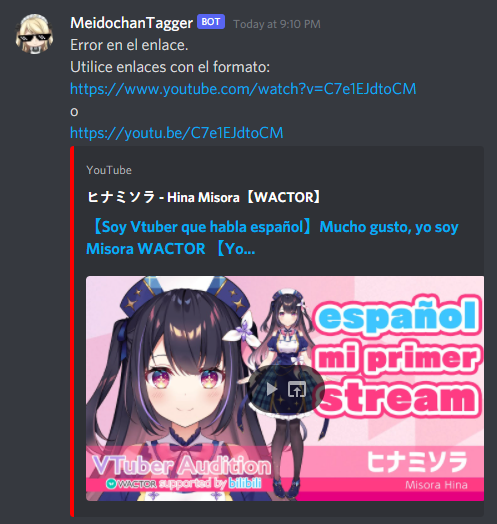 MeidochanTagger BOT Today at 9:10 PM
Error en el enlace.
Utilice enlaces con el formato:
https://www.youtube.com/watch?v=C7e1EJdtoCM
o
https://youtu.be/C7e1EJdtoCM
YouTube
ヒナミソラ - Hina Misora【WACTOR】
【Soy Vtuber que habla español】Mucho gusto, yo soy
Misora WACTOR 【Yo...
español
mi primer
stream
VTuber Audition
WACTOR supported by bilibili
ヒナミソラ
Misora Hina